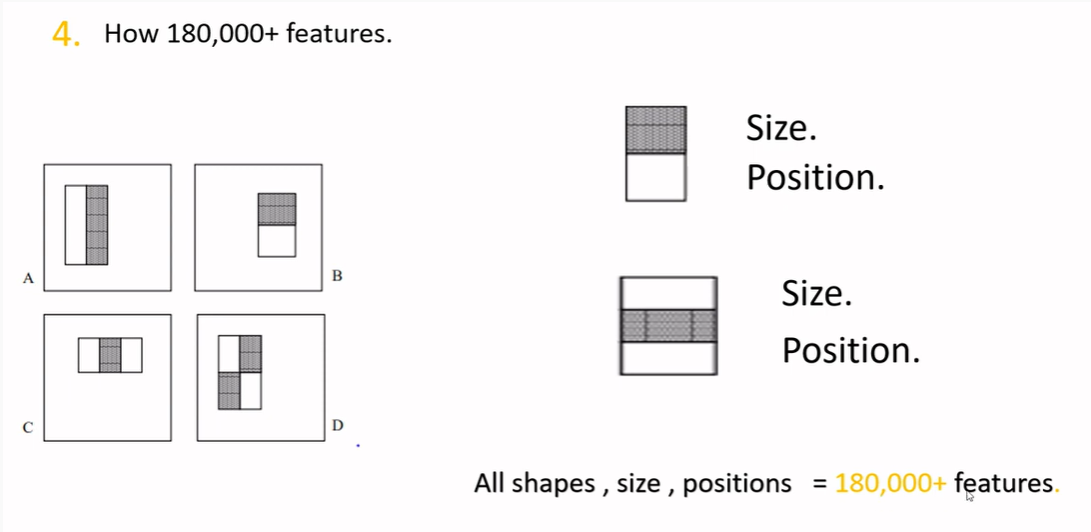 4. How 180,000+ features.
Size.
Position.
A
B
Size.
Position.
C
D
All shapes , size , positions = 180,000+ features.